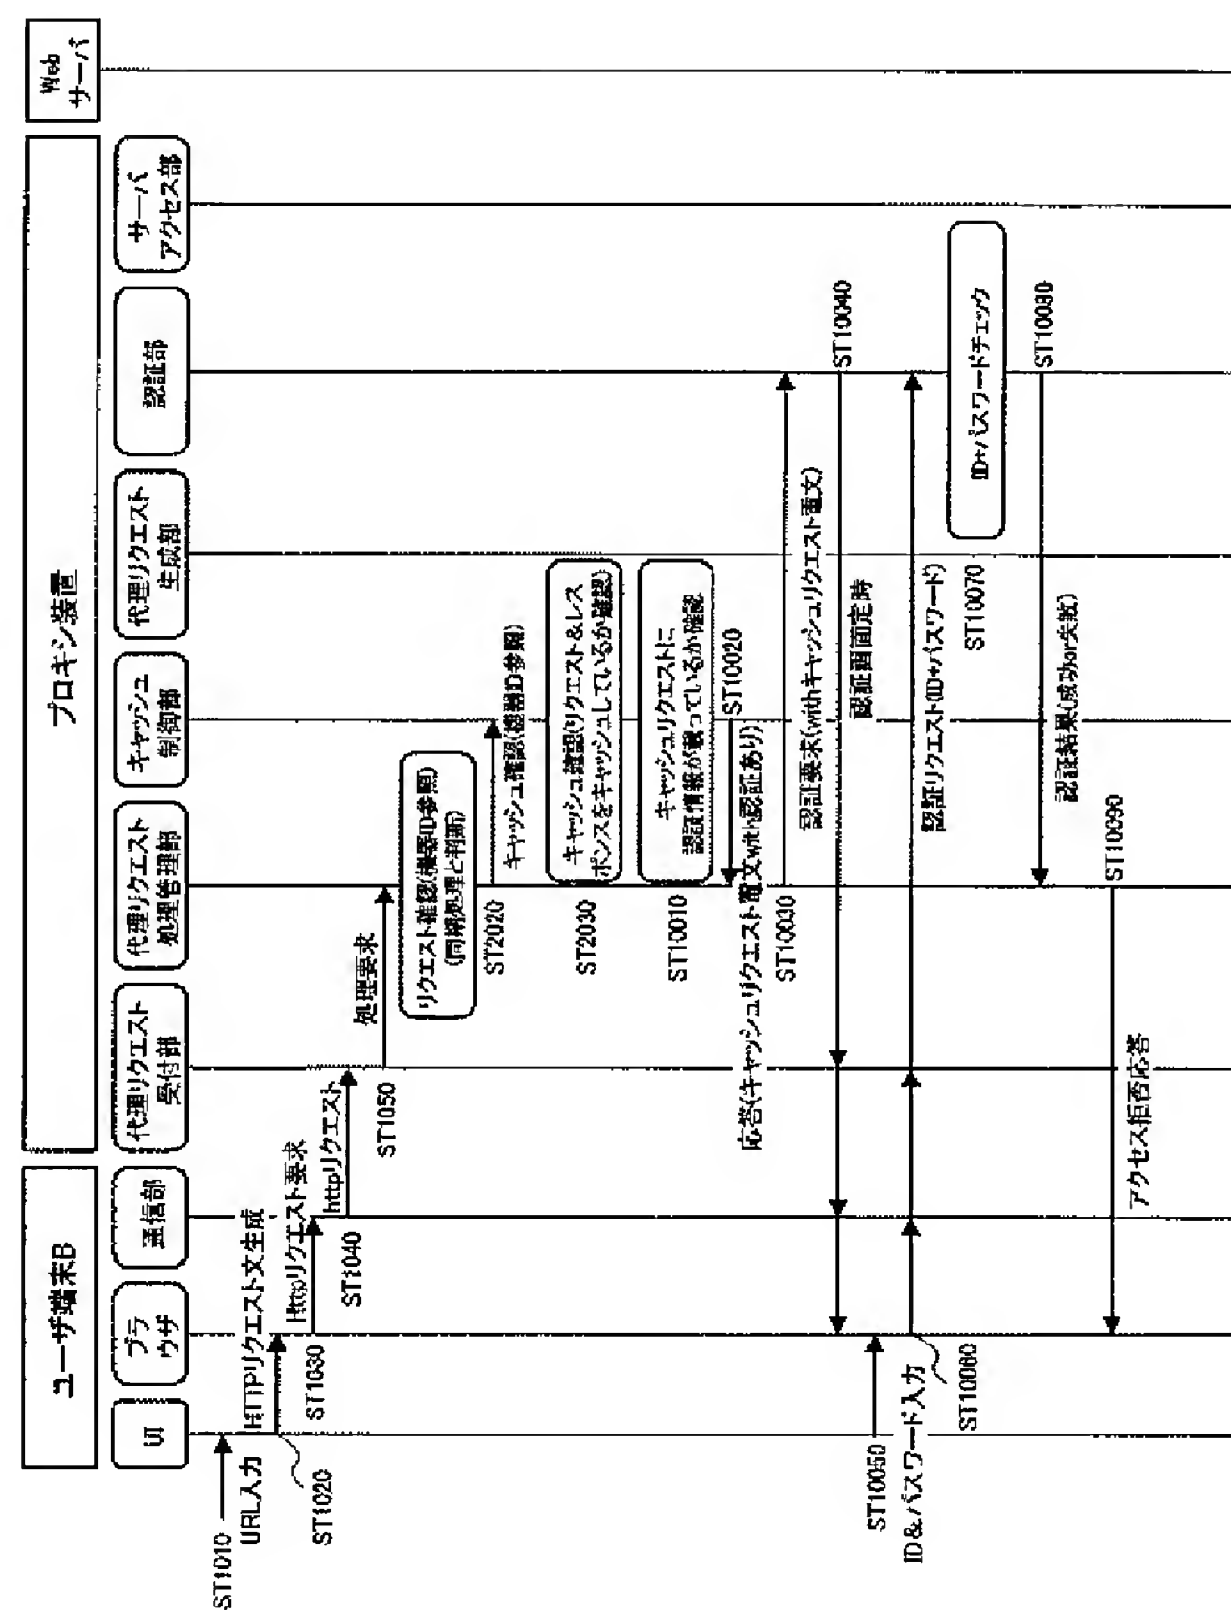 ユーザ端末B
プロキシ装置
Web
サーバ
UI
ブラ
ウザ
通信部
代理リクエスト
受付部
代理リクエスト
処理管理部
キャッシュ
制御部
代理リクエスト
生成部
認証部
サーバ
アクセス部
ST1010
URL入力
HTTPリクエスト文生成
ST1020
Httpリクエスト要求
ST1030
httpリクエスト
ST1040
処理要求
ST1050
リクエスト確認(機器ID参照)
(同期処理と判断)
ST2020
キャッシュ確認(機器ID参照)
キャッシュ確認(リクエスト&レス
ポンスをキャッシュしているか確認)
ST2030
キャッシュリクエストに
認証情報が載っているか確認
ST10010
ST10020
応答(キャッシュリクエスト電文with認証あり)
ST10030
認証要求(withキャッシュリクエスト電文)
ST10040
認証画面固定時
ST10050
ID&パスワード入力
認証リクエスト(ID+パスワード)
ST10060
ID+パスワードチェック
ST10070
ST10080
認証結果(成功or失敗)
ST10090
アクセス拒否応答